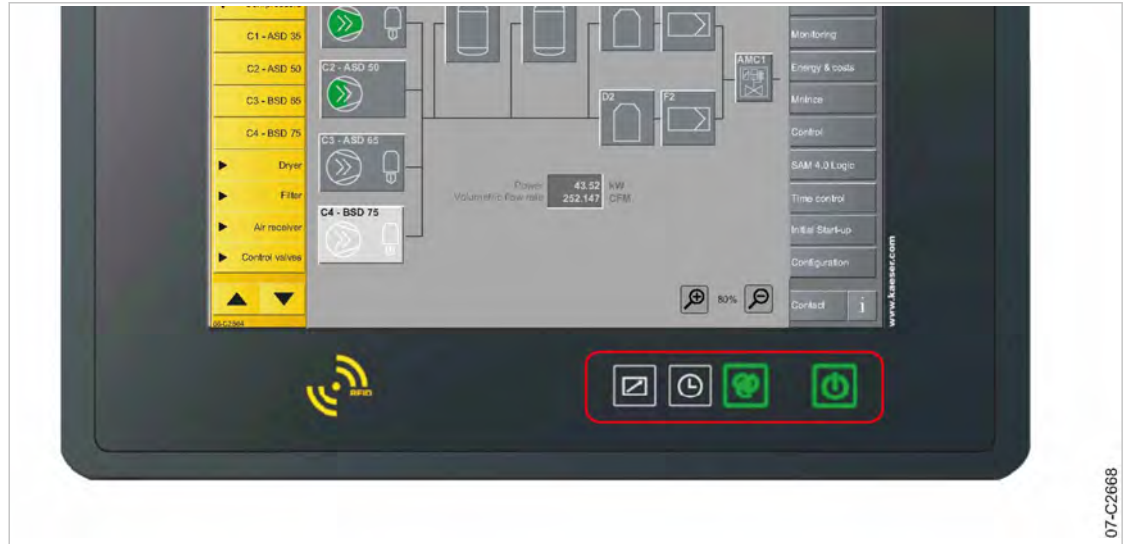 C1 - ASD 35
C2 - ASD 50
C3 - BSD 65
C4 - BSD 75
Dryer
Filter
Air receiver
Control valves
C2 - ASD 50
C3 - ASD 65
C4 - BSD 75
D2
F2
AMC1
Power 43.52 kW
Volumetric flow rate 252.147 CFM
80%
Monitoring
Energy & costs
Mntnce
Control
SAM 4.0 Logic
Time control
Initial Start-up
Configuration
Contact i
www.kaeser.com
RFID
07-C2668